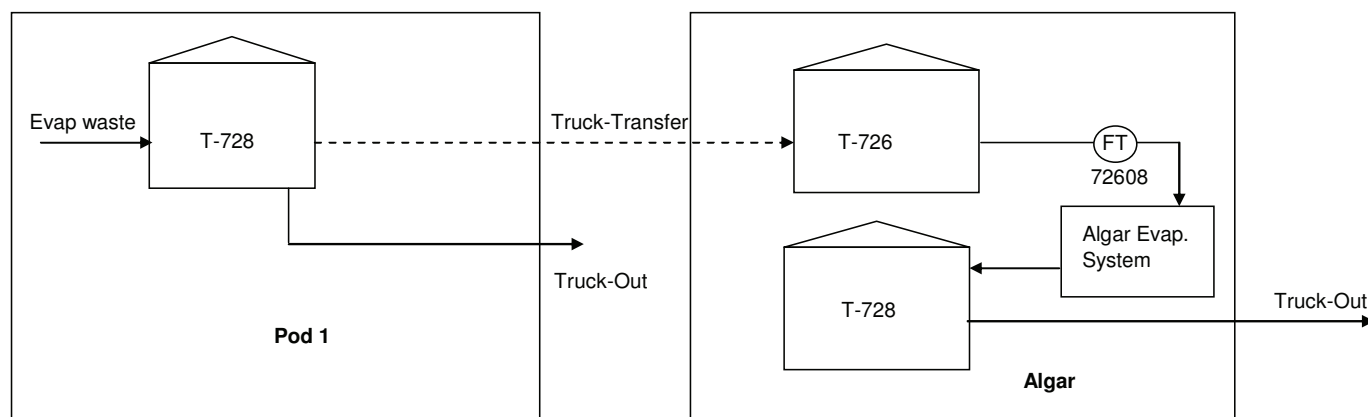 Evap waste
T-728
Truck-Out
Pod 1
Truck-Transfer
T-726
FT
72608
Algar Evap.
System
T-728
Truck-Out
Algar